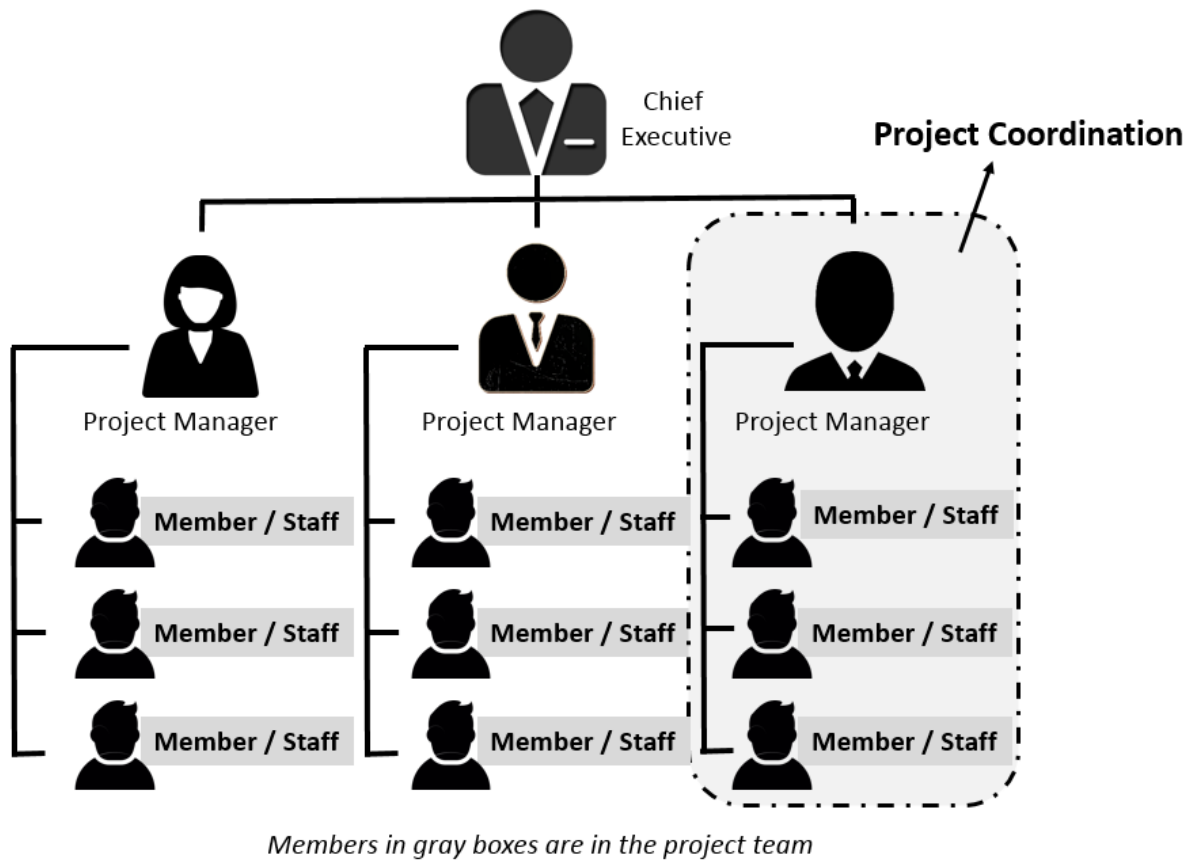 Chief
Executive
Project Coordination
Project Manager
Project Manager
Project Manager
Member / Staff
Member / Staff
Member / Staff
Member / Staff
Member / Staff
Member / Staff
Member / Staff
Member / Staff
Member / Staff
Members in gray boxes are in the project team